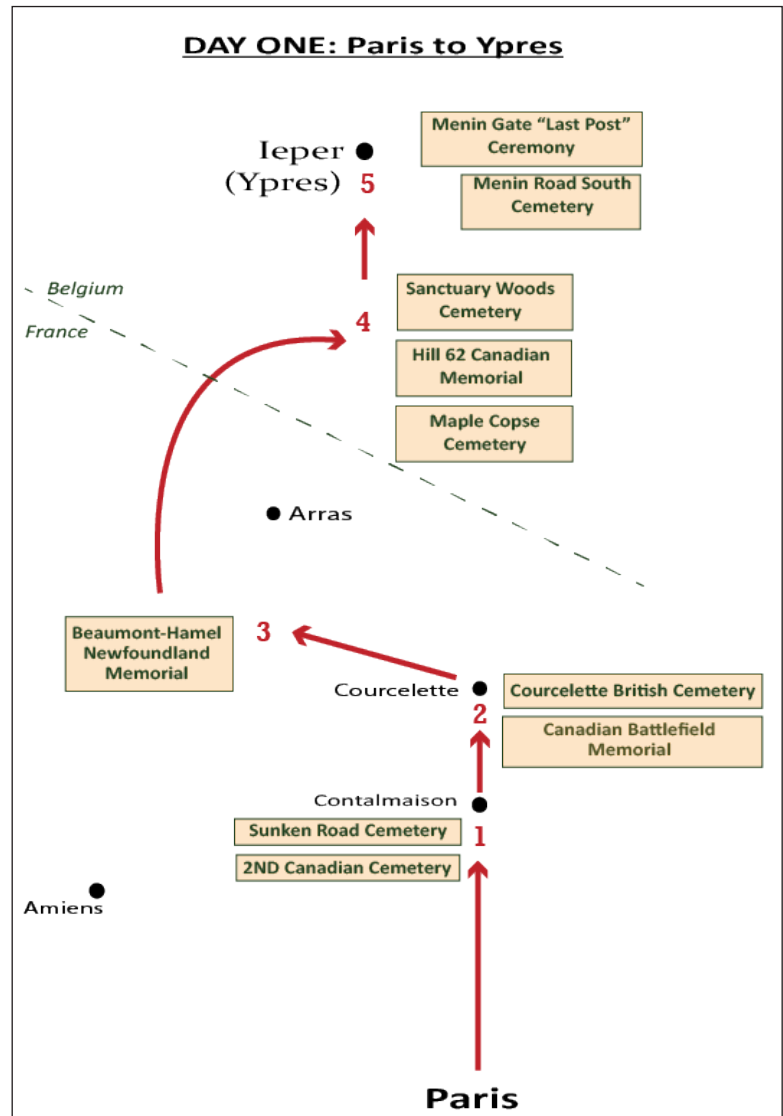 DAY ONE: Paris to Ypres
Menin Gate “Last Post”
Ceremony
Ieper
(Ypres)
5
Menin Road South
Cemetery
Belgium
France
4
Sanctuary Woods
Cemetery
Hill 62 Canadian
Memorial
Maple Copse
Cemetery
Arras
Beaumont-Hamel
Newfoundland
Memorial
3
Courcelette
2
Courcelette British Cemetery
Canadian Battlefield
Memorial
Contalmaison
Sunken Road Cemetery
1
2ND Canadian Cemetery
Amiens
Paris